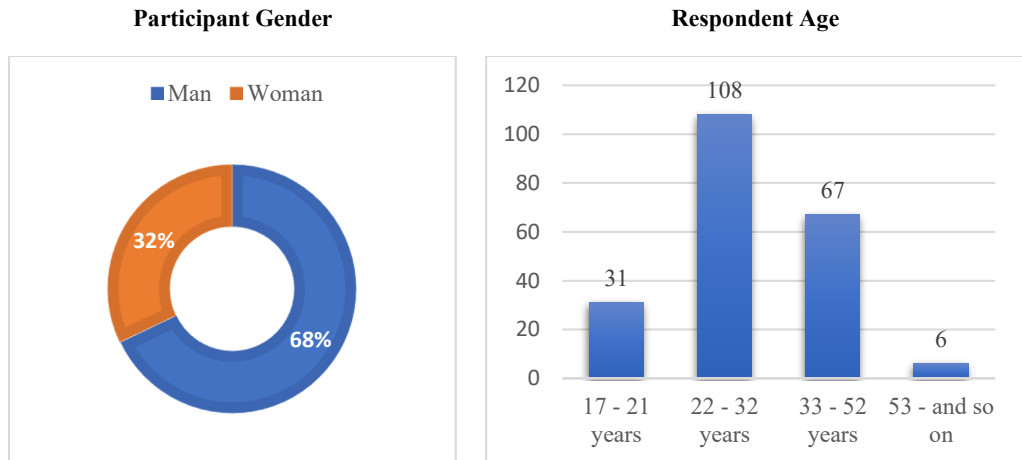 Participant Gender
Man Woman
32%
68%
Respondent Age
120
100
80
60
40
20
0
108
67
31
6
17 - 21
years
22 - 32
years
33 - 52
years
53 - and so
on